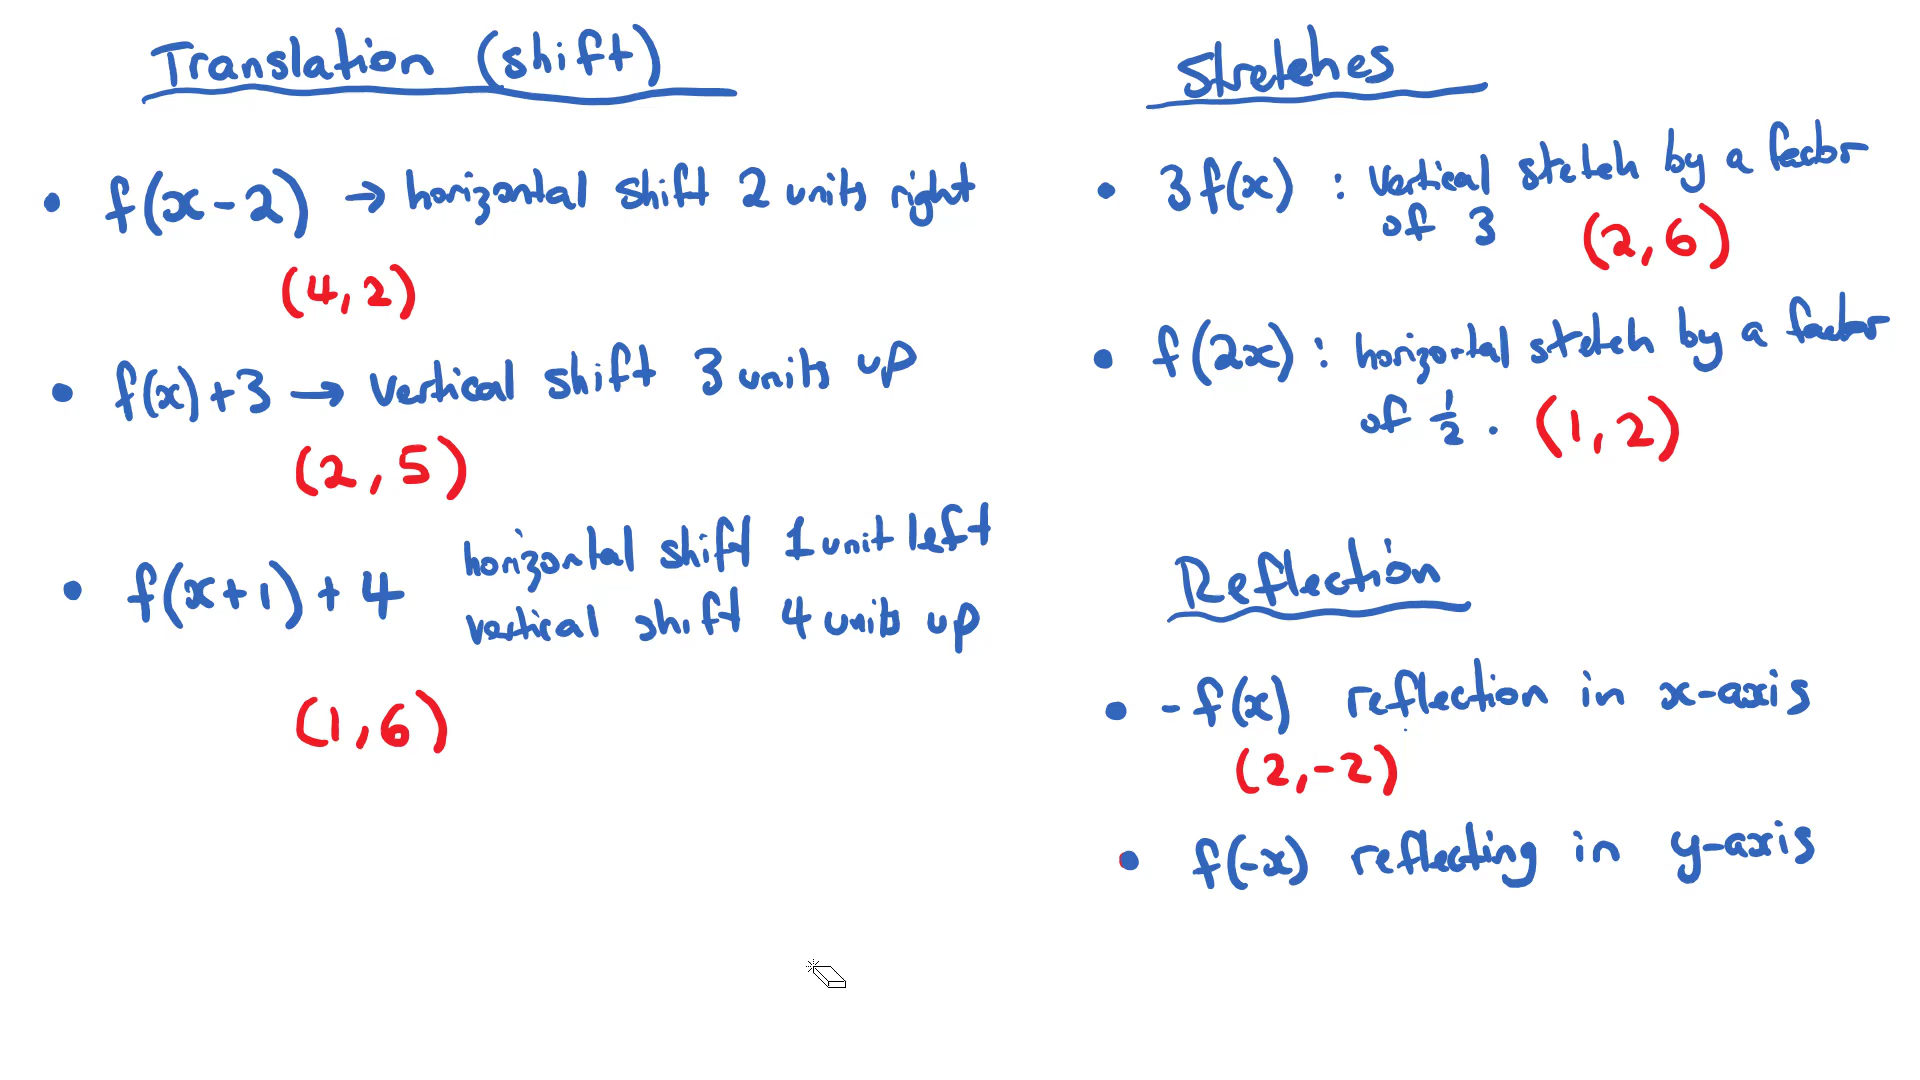 Translation (shift)
• f(x-2) → horizontal shift 2 units right
(4,2)
• f(x)+3 → vertical shift 3 units up
(2,5)
• f(x+1)+4 horizontal shift 1 unit left
vertical shift 4 units up
(1,6)
Stretches
• 3f(x) : vertical stetch by a factor
of 3 (2,6)
• f(2x) : horizontal stretch by a factor
of 1/2. (1,2)
Reflection
• -f(x) reflection in x-axis
(2,-2)
• f(-x) reflecting in y-axis